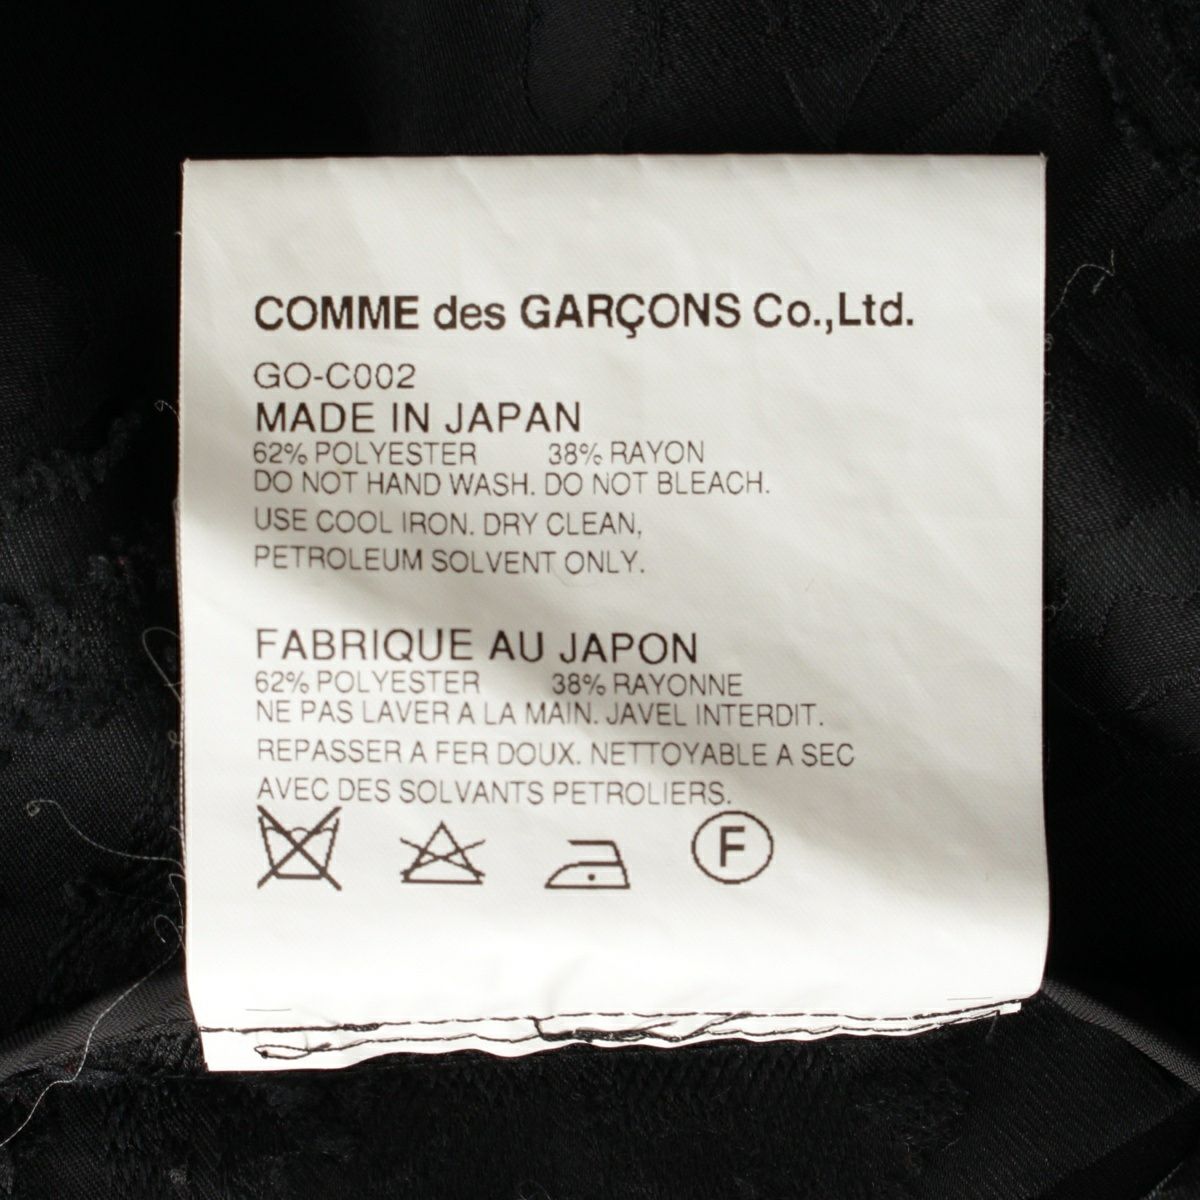 COMME des GARÇONS Co.,Ltd.
GO-C002
MADE IN JAPAN
62% POLYESTER 38% RAYON
DO NOT HAND WASH. DO NOT BLEACH.
USE COOL IRON. DRY CLEAN,
PETROLEUM SOLVENT ONLY.
FABRIQUE AU JAPON
62% POLYESTER 38% RAYONNE
NE PAS LAVER A LA MAIN. JAVEL INTERDIT.
REPASSER A FER DOUX. NETTOYABLE A SEC
AVEC DES SOLVANTS PETROLIERS.
F